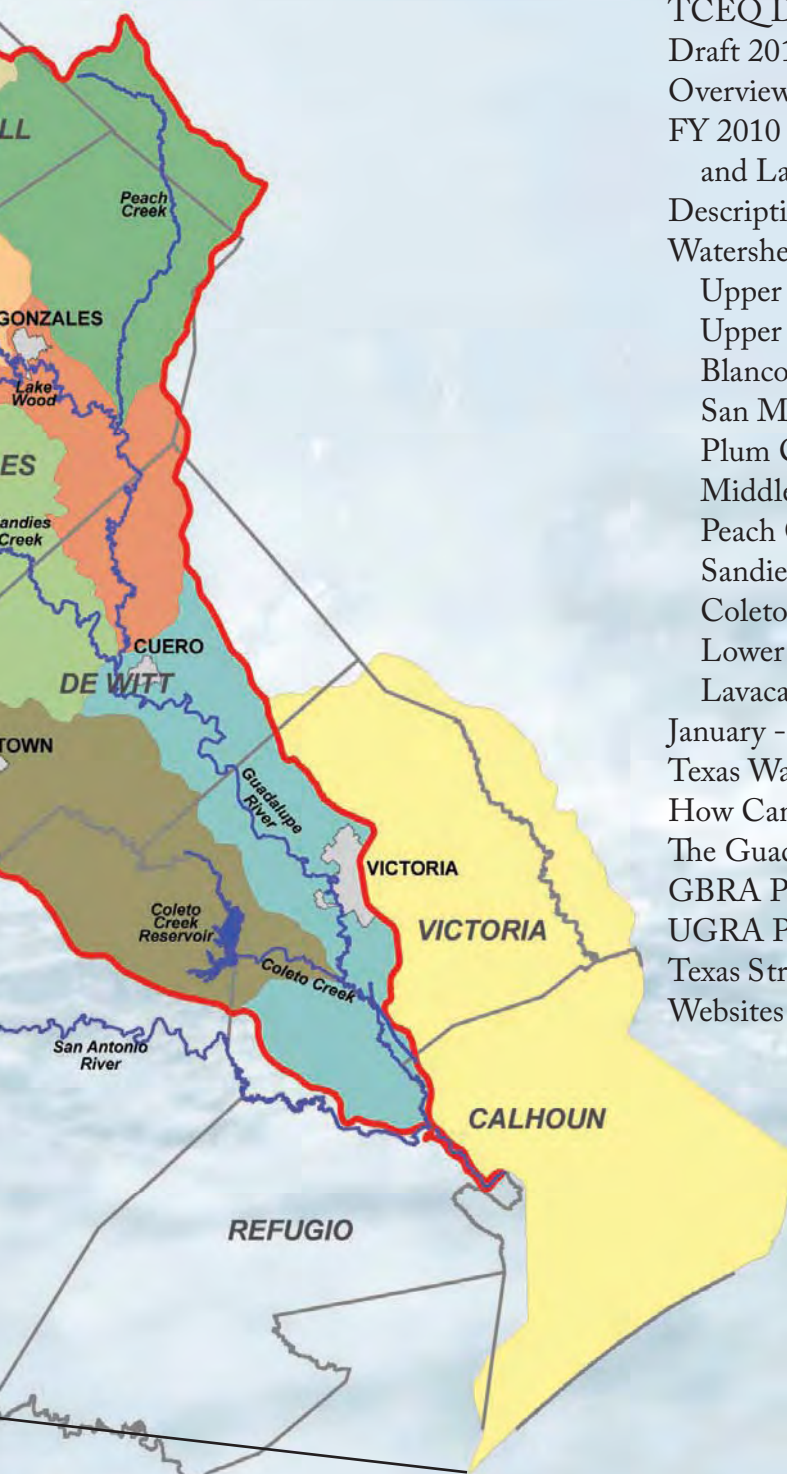 LL
Peach
Creek
GONZALES
Lake
Wood
ES
andies
Creek
CUERO
DE WITT
TOWN
Guadalupe
River
VICTORIA
VICTORIA
Coleto
Creek
Reservoir
Coleto Creek
San Antonio
River
CALHOUN
REFUGIO
TCEQ D
Draft 201
Overview
FY 2010
and La
Descripti
Watershe
Upper
Upper
Blanco
San M
Plum C
Middle
Peach
Sandie
Coleto
Lower
Lavaca
January -
Texas Wa
How Can
The Guad
GBRA P
UGRA P
Texas Str
Websites